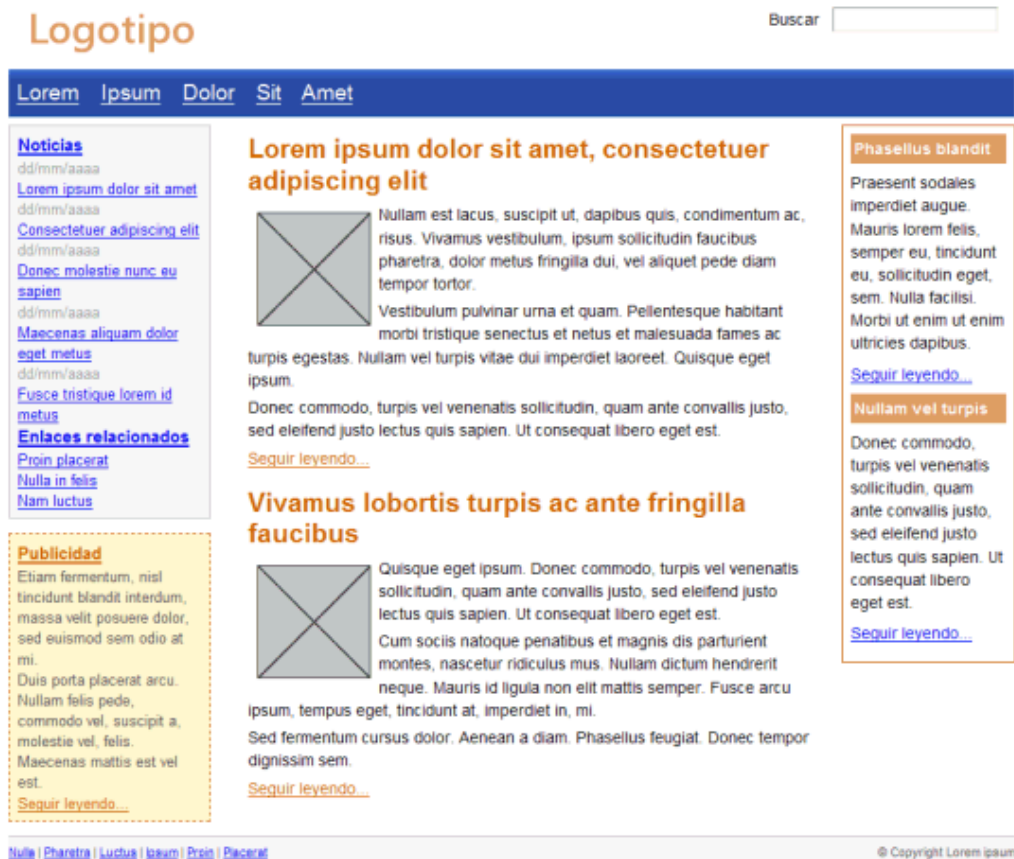 Logotipo
Buscar
Lorem Ipsum Dolor Sit Amet
Noticias
dd/mm/aaaa
Lorem ipsum dolor sit amet
dd/mm/aaaa
Consectetuer adipiscing elit
dd/mm/aaaa
Donec molestie nunc eu
sapien
dd/mm/aaaa
Maecenas aliquam dolor
eget metus
dd/mm/aaaa
Fusce tristique lorem id
metus
Enlaces relacionados
Proin placerat
Nulla in felis
Nam luctus
Publicidad
Etiam fermentum, nisl
tincidunt blandit interdum,
massa velit posuere dolor,
sed euismod sem odio at
mi.
Duis porta placerat arcu.
Nullam felis pede,
commodo vel, suscipit a,
molestie vel, felis.
Maecenas mattis est vel
est.
Seguir leyendo...
Lorem ipsum dolor sit amet, consectetuer
adipiscing elit
Nullam est lacus, suscipit ut, dapibus quis, condimentum ac,
risus. Vivamus vestibulum, ipsum sollicitudin faucibus
pharetra, dolor metus fringilla dui, vel aliquet pede diam
tempor tortor.
Vestibulum pulvinar urna et quam. Pellentesque habitant
morbi tristique senectus et netus et malesuada fames ac
turpis egestas. Nullam vel turpis vitae dui imperdiet laoreet. Quisque eget
ipsum.
Donec commodo, turpis vel venenatis sollicitudin, quam ante convallis justo,
sed eleifend justo lectus quis sapien. Ut consequat libero eget est.
Seguir leyendo...
Vivamus lobortis turpis ac ante fringilla
faucibus
Quisque eget ipsum. Donec commodo, turpis vel venenatis
sollicitudin, quam ante convallis justo, sed eleifend justo
lectus quis sapien. Ut consequat libero eget est.
Cum sociis natoque penatibus et magnis dis parturient
montes, nascetur ridiculus mus. Nullam dictum hendrerit
neque. Mauris id ligula non elit mattis semper. Fusce arcu
ipsum, tempus eget, tincidunt at, imperdiet in, mi.
Sed fermentum cursus dolor. Aenean a diam. Phasellus feugiat. Donec tempor
dignissim sem.
Seguir leyendo...
Phasellus blandit
Praesent sodales
imperdiet augue.
Mauris lorem felis,
semper eu, tincidunt
eu, sollicitudin eget,
sem. Nulla facilisi.
Morbi ut enim ut enim
ultricies dapibus.
Seguir leyendo...
Nullam vel turpis
Donec commodo,
turpis vel venenatis
sollicitudin, quam
ante convallis justo,
sed eleifend justo
lectus quis sapien. Ut
consequat libero
eget est.
Seguir leyendo...
Nulla | Pharetra | Luctus | Ipsum | Proin | Placerat
© Copyright Lorem ipsum